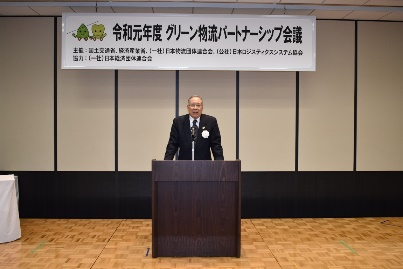 令和元年度 グリーン物流パートナーシップ会議
主催：国土交通省、経済産業省、(一社)日本物流団体連合会、(公社)日本ロジスティクスシステム協会
協力：(一社)日本経済団体連合会